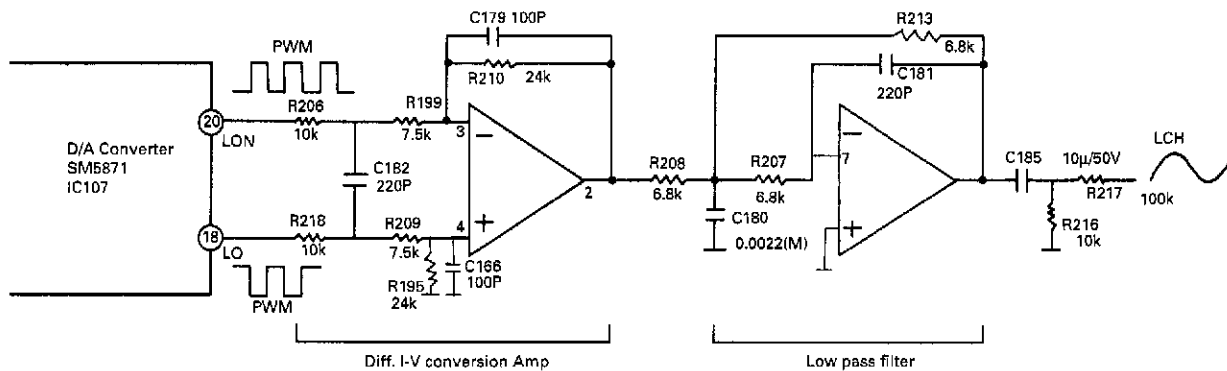 C179 100P
R210 24k
R213
6.8k
C181
220P
PWM
R206
10k
R199
7.5k
20
LON
D/A Converter
SM5871
IC107
C182
220P
3
−
2
R208
6.8k
R207
6.8k
7
−
C185
10μ/50V
R217
100k
LCH
R218
10k
R209
7.5k
18
LO
4
+
C180
0.0022(M)
+
R216
10k
R195
24k
C166
100P
PWM
Diff. I-V conversion Amp
Low pass filter